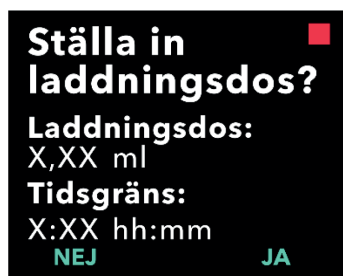 Ställa in
laddningsdos?
Laddningsdos:
X,XX ml
Tidsgräns:
X:XX hh:mm
NEJ JA